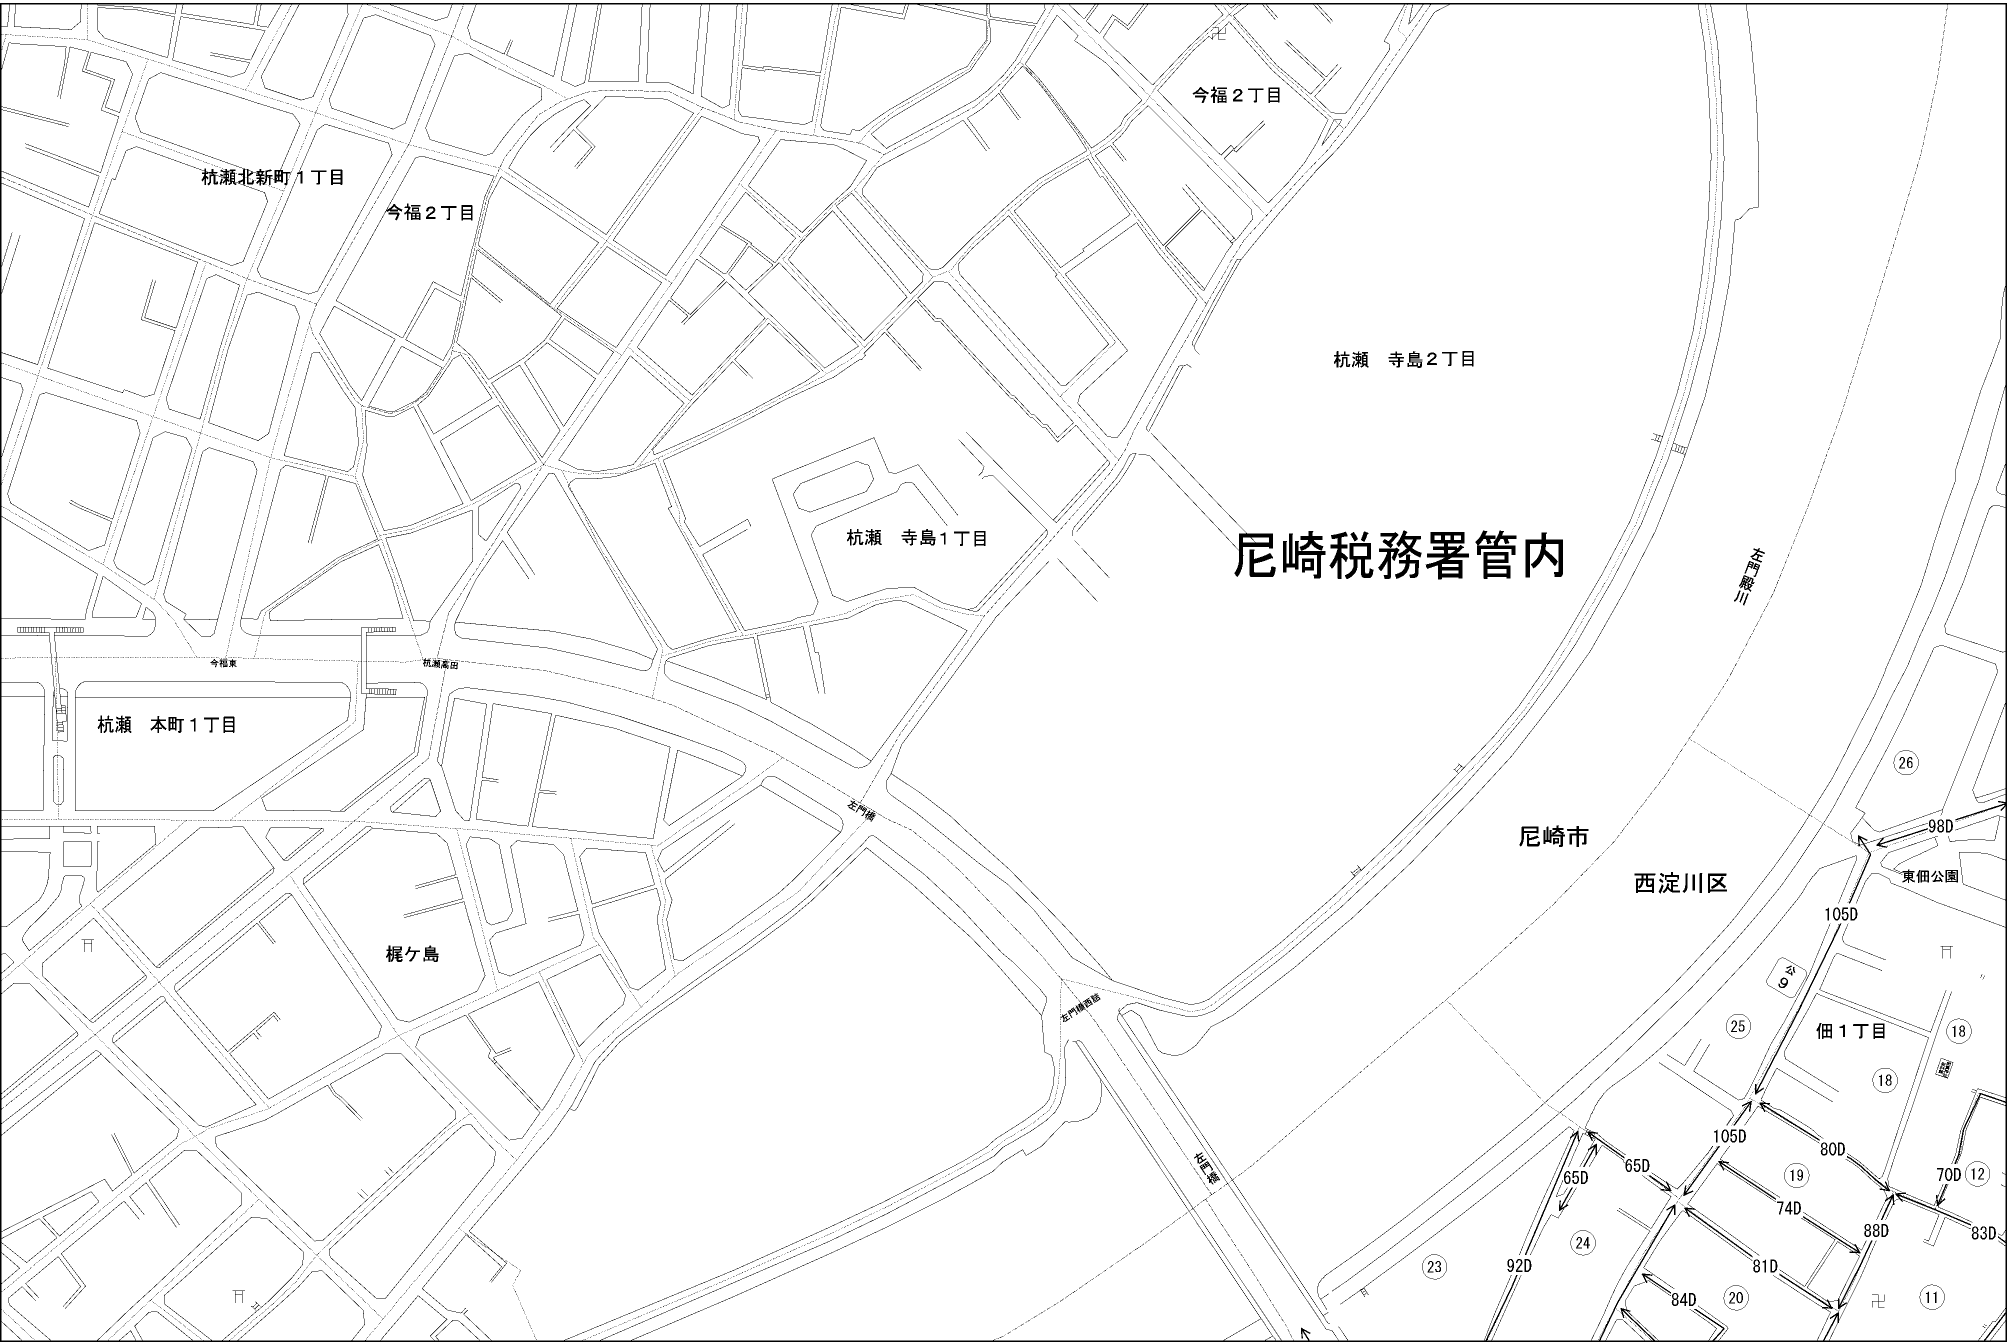 今福２丁目
杭瀬北新町１丁目
今福２丁目
杭瀬　寺島２丁目
杭瀬　寺島１丁目
尼崎税務署管内
左門殿川
今福東
杭瀬高田
杭瀬　本町１丁目
26
左門橋
98D
尼崎市
西淀川区
東佃公園
105D
梶ケ島
公
9
左門橋西詰
25
佃１丁目
18
18
105D
80D
65D
65D
左門橋
19
70D
12
74D
88D
83D
24
23
92D
81D
84D
20
11